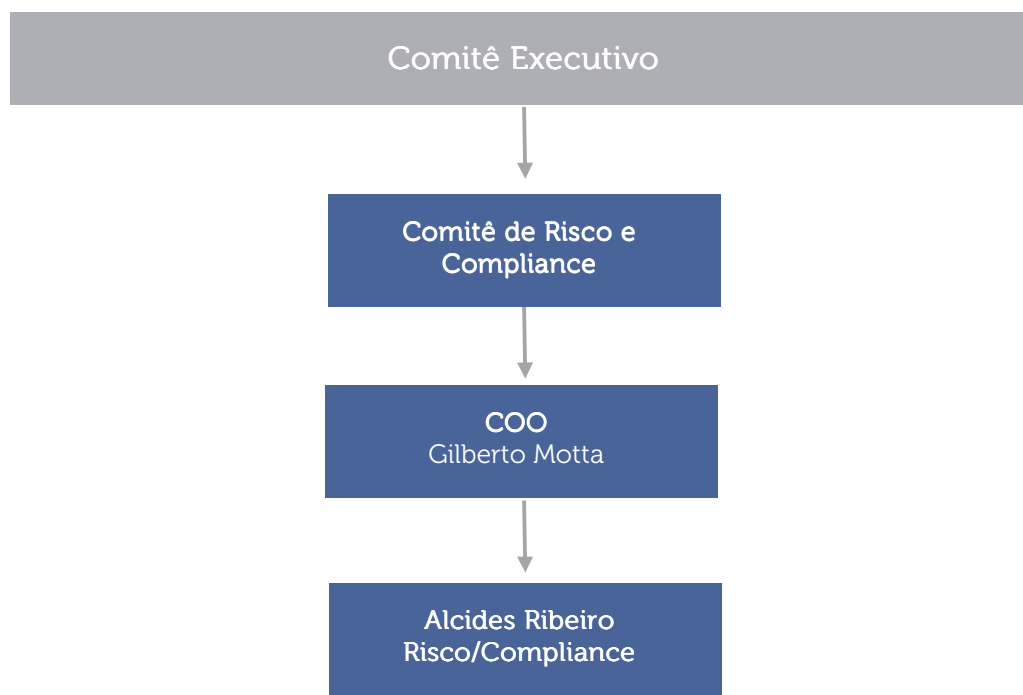 Comitê Executivo
Comitê de Risco e
Compliance
COO
Gilberto Motta
Alcides Ribeiro
Risco/Compliance